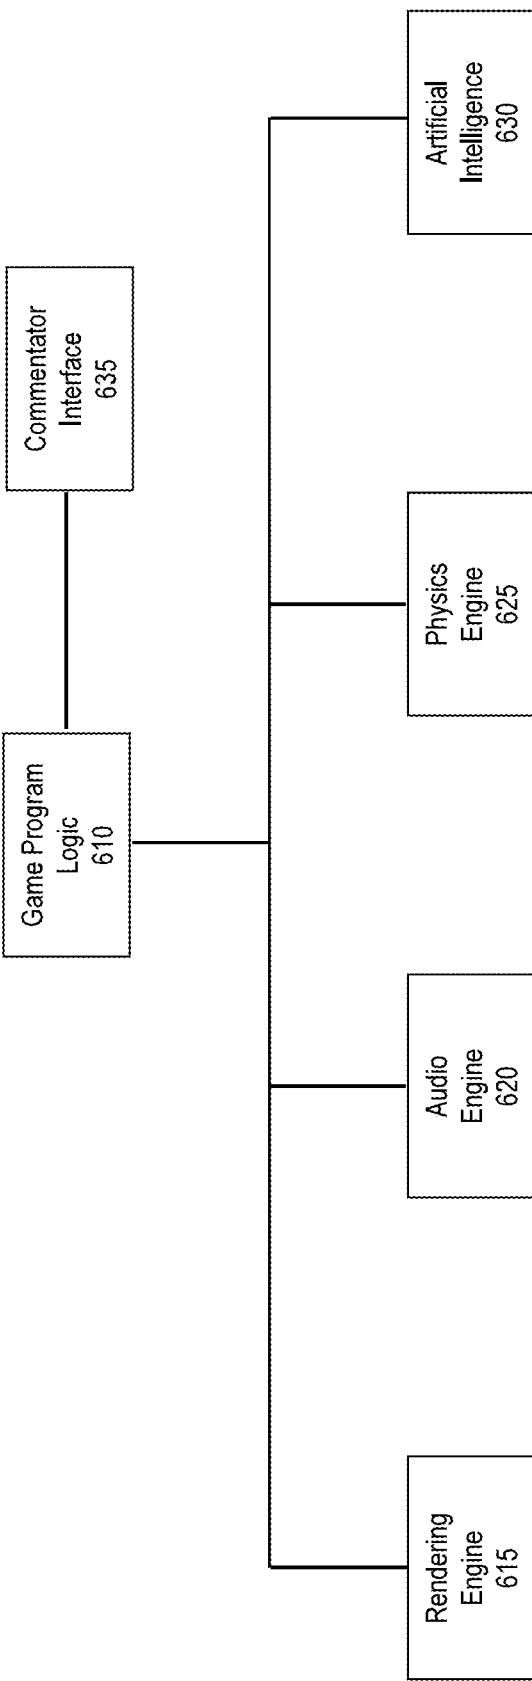 Game Program
Logic
610
Commentator
Interface
635
Rendering
Engine
615
Audio
Engine
620
Physics
Engine
625
Artificial
Intelligence
630